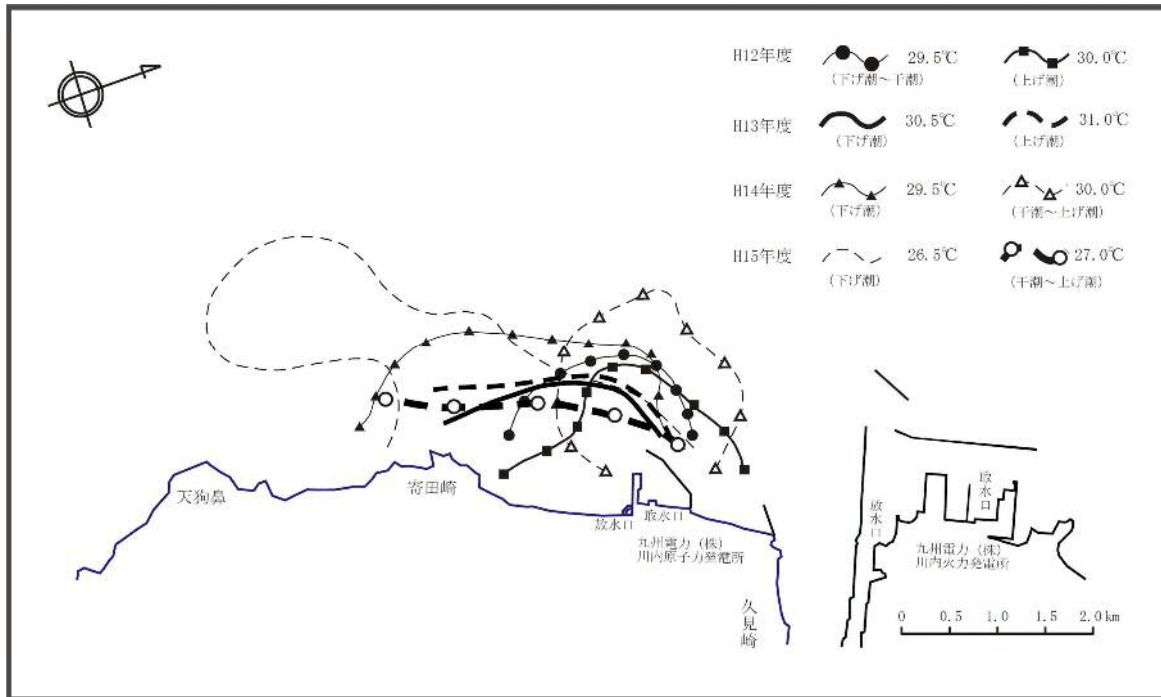 H12年度 29.5℃ 30.0℃
(下げ潮～干潮) (上げ潮)
H13年度 30.5℃ 31.0℃
(下げ潮) (上げ潮)
H14年度 29.5℃ 30.0℃
(下げ潮) (干潮～上げ潮)
H15年度 26.5℃ 27.0℃
(下げ潮) (干潮～上げ潮)
天狗鼻
寄田崎
放水口
取水口
九州電力（株）
川内原子力発電所
久見崎
放水口
取水口
九州電力（株）
川内火力発電所
0 0.5 1.0 1.5 2.0 km